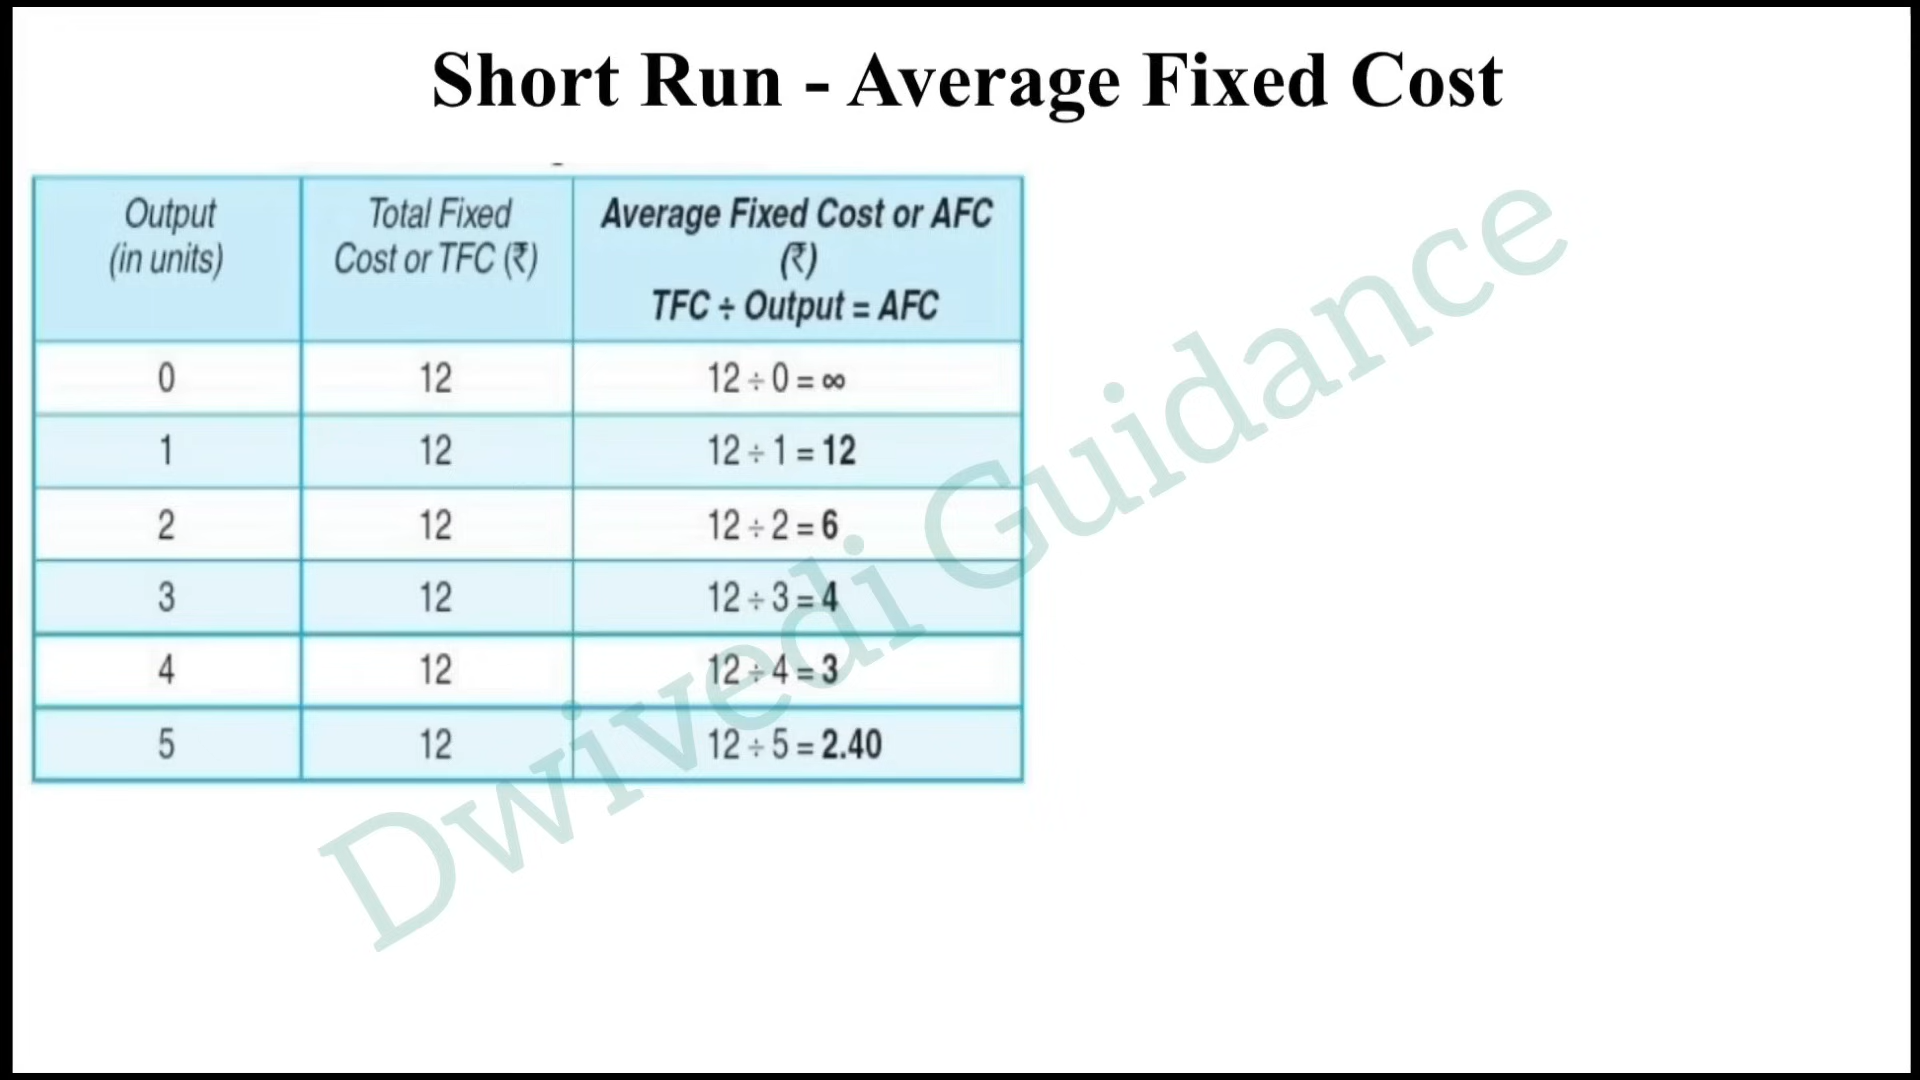 Short Run - Average Fixed Cost
Output
(in units)
Total Fixed
Cost or TFC (₹)
Average Fixed Cost or AFC
(₹)
TFC ÷ Output = AFC
0 12 12 ÷ 0 = ∞
1 12 12 ÷ 1 = 12
2 12 12 ÷ 2 = 6
3 12 12 ÷ 3 = 4
4 12 12 ÷ 4 = 3
5 12 12 ÷ 5 = 2.40
Dwivedi Guidance